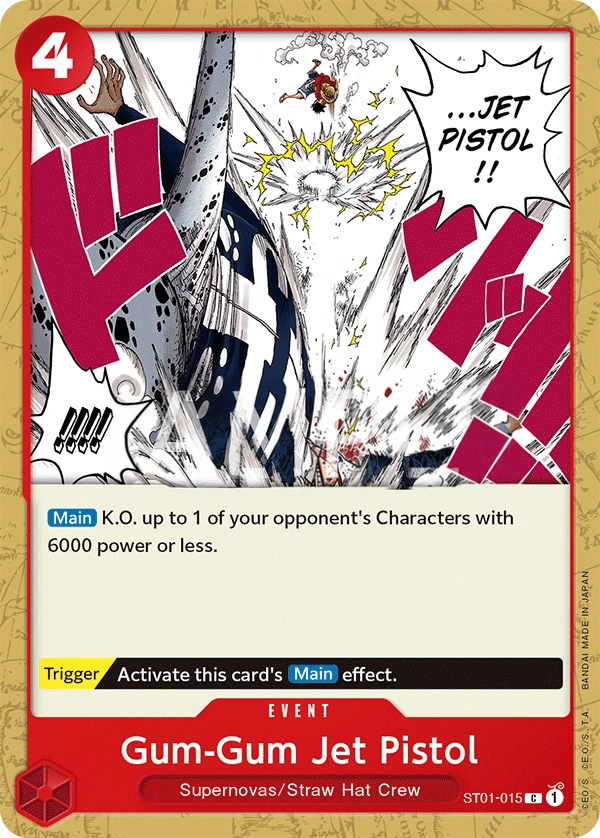 4
...JET
PISTOL
!!
ドドッ!!
!!!!!
Main K.O. up to 1 of your opponent's Characters with
6000 power or less.
Trigger Activate this card's Main effect.
EVENT
Gum-Gum Jet Pistol
Supernovas/Straw Hat Crew
ST01-015 C 1
©E.O./S., T.A. BANDAI MADE IN JAPAN